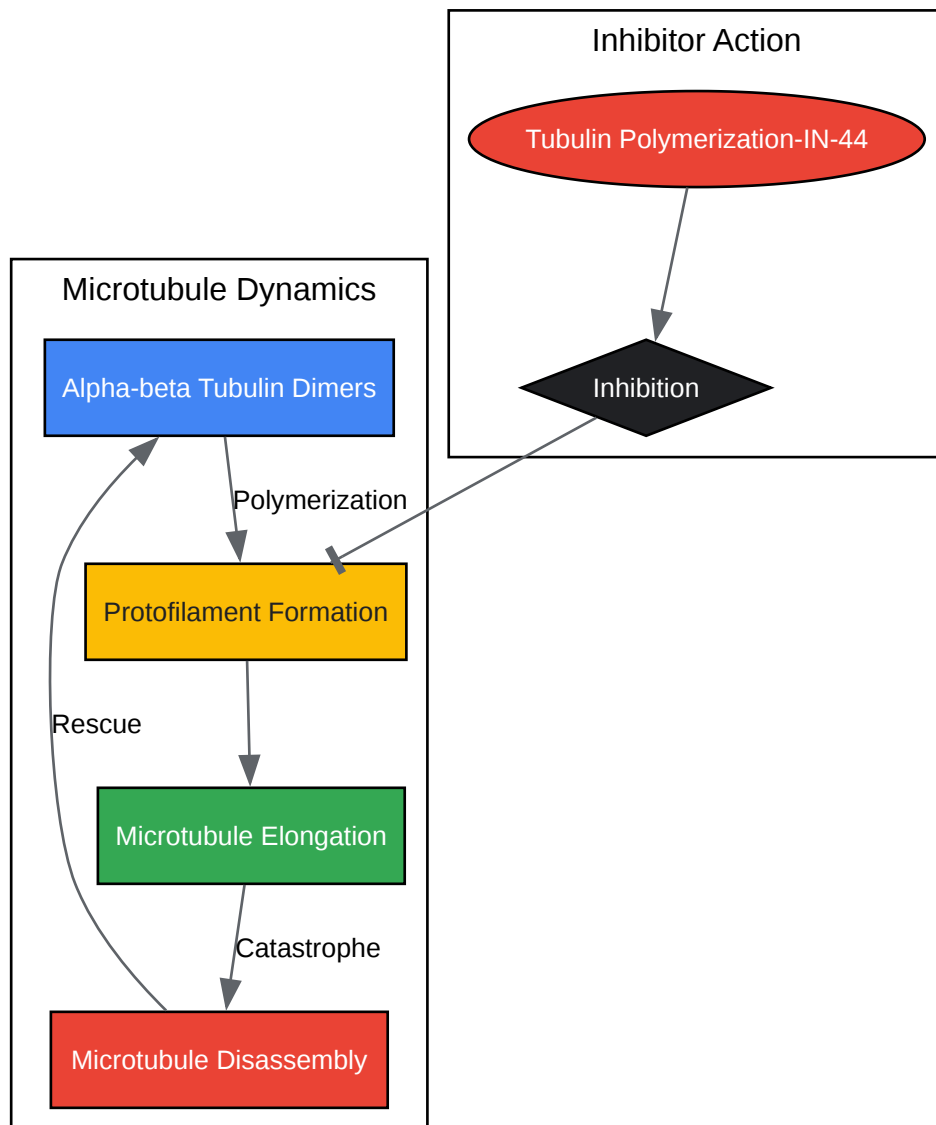 Inhibitor Action
Tubulin Polymerization-IN-44
Inhibition
Microtubule Dynamics
Alpha-beta Tubulin Dimers
Polymerization
Protofilament Formation
Rescue
Microtubule Elongation
Catastrophe
Microtubule Disassembly